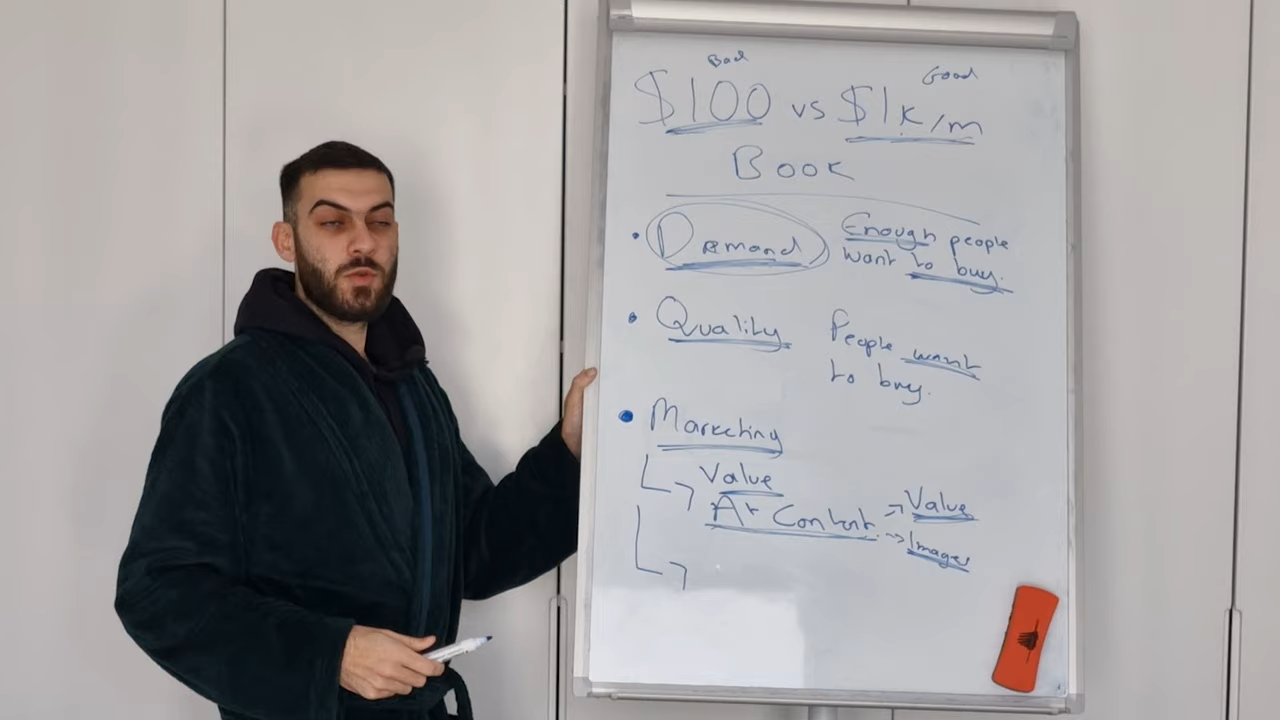 Bad
Good
$100 vs $1k/m
Book
• Demand
Enough people
want to buy.
• Quality
People want
to buy.
• Marketing
Value
A+ Content → Value
→ Images